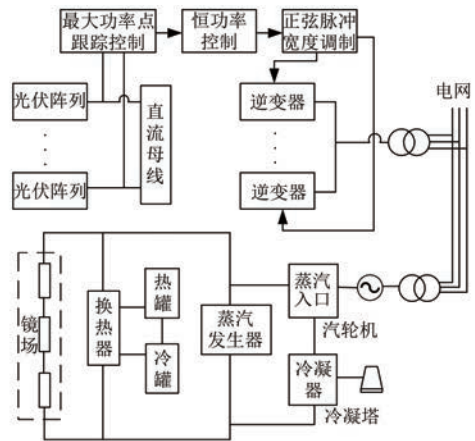 最大功率点
跟踪控制
恒功率
控制
正弦脉冲
宽度调制
光伏阵列
直流母线
逆变器
电网
光伏阵列
逆变器
镜场
换热器
热罐
冷罐
蒸汽
发生器
蒸汽
入口
汽轮机
冷凝器
冷凝塔